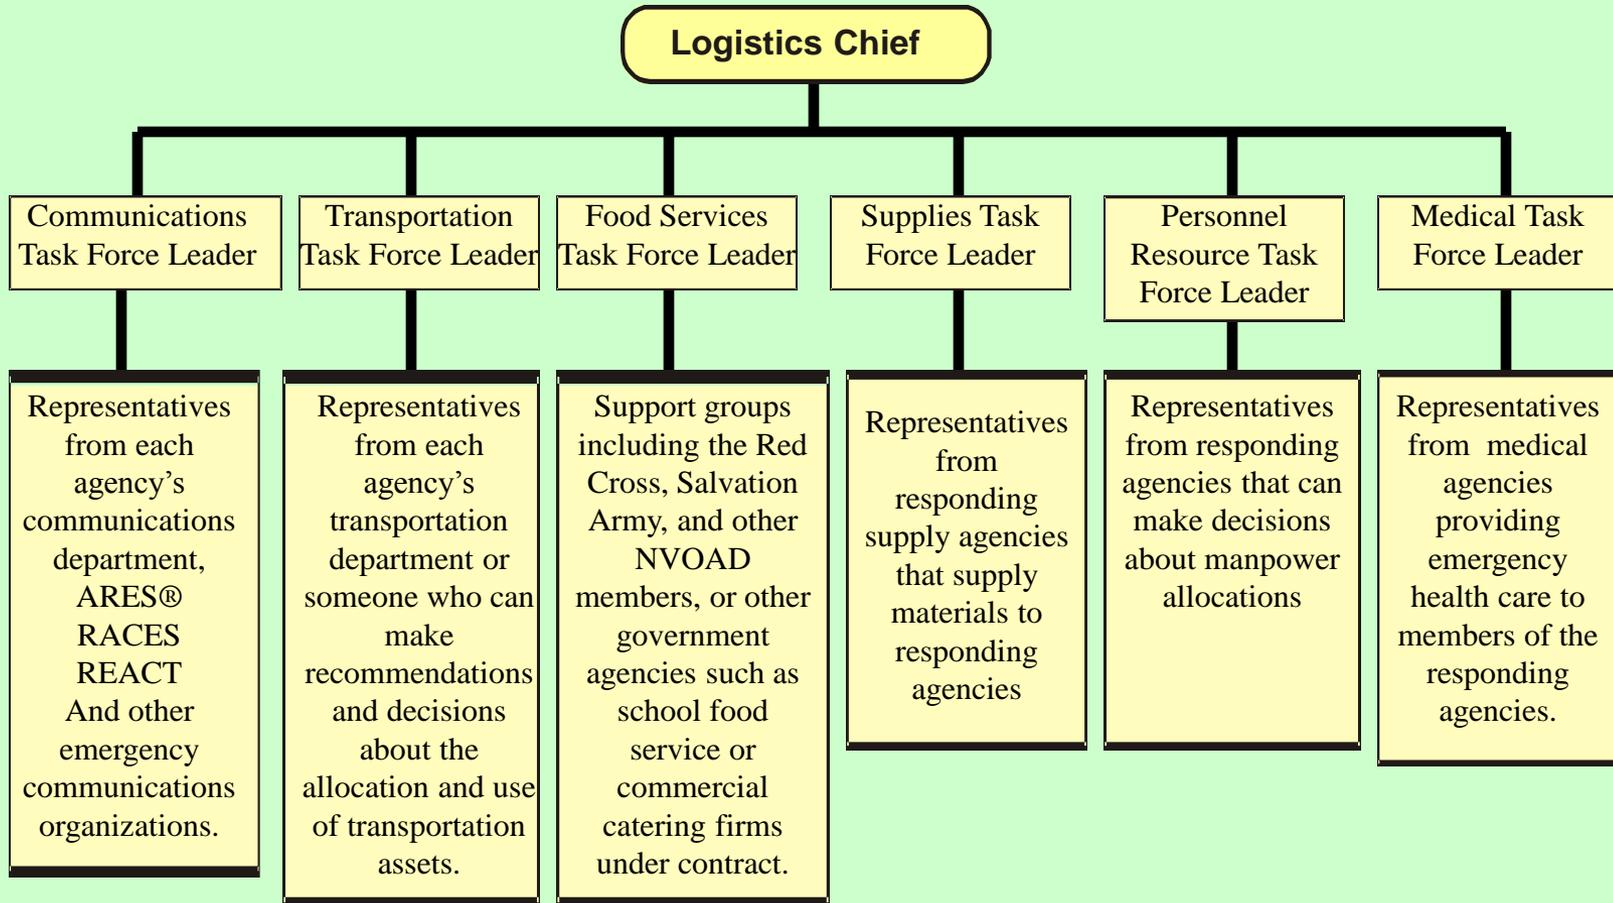 Logistics Chief
Communications
Task Force Leader
Transportation
Task Force Leader
Food Services
Task Force Leader
Supplies Task
Force Leader
Personnel
Resource Task
Force Leader
Medical Task
Force Leader
Representatives
from each
agency’s
communications
department,
ARES®
RACES
REACT
And other
emergency
communications
organizations.
Representatives
from each
agency’s
transportation
department or
someone who can
make
recommendations
and decisions
about the
allocation and use
of transportation
assets.
Support groups
including the Red
Cross, Salvation
Army, and other
NVOAD
members, or other
government
agencies such as
school food
service or
commercial
catering firms
under contract.
Representatives
from
responding
supply agencies
that supply
materials to
responding
agencies
Representatives
from responding
agencies that can
make decisions
about manpower
allocations
Representatives
from medical
agencies
providing
emergency
health care to
members of the
responding
agencies.